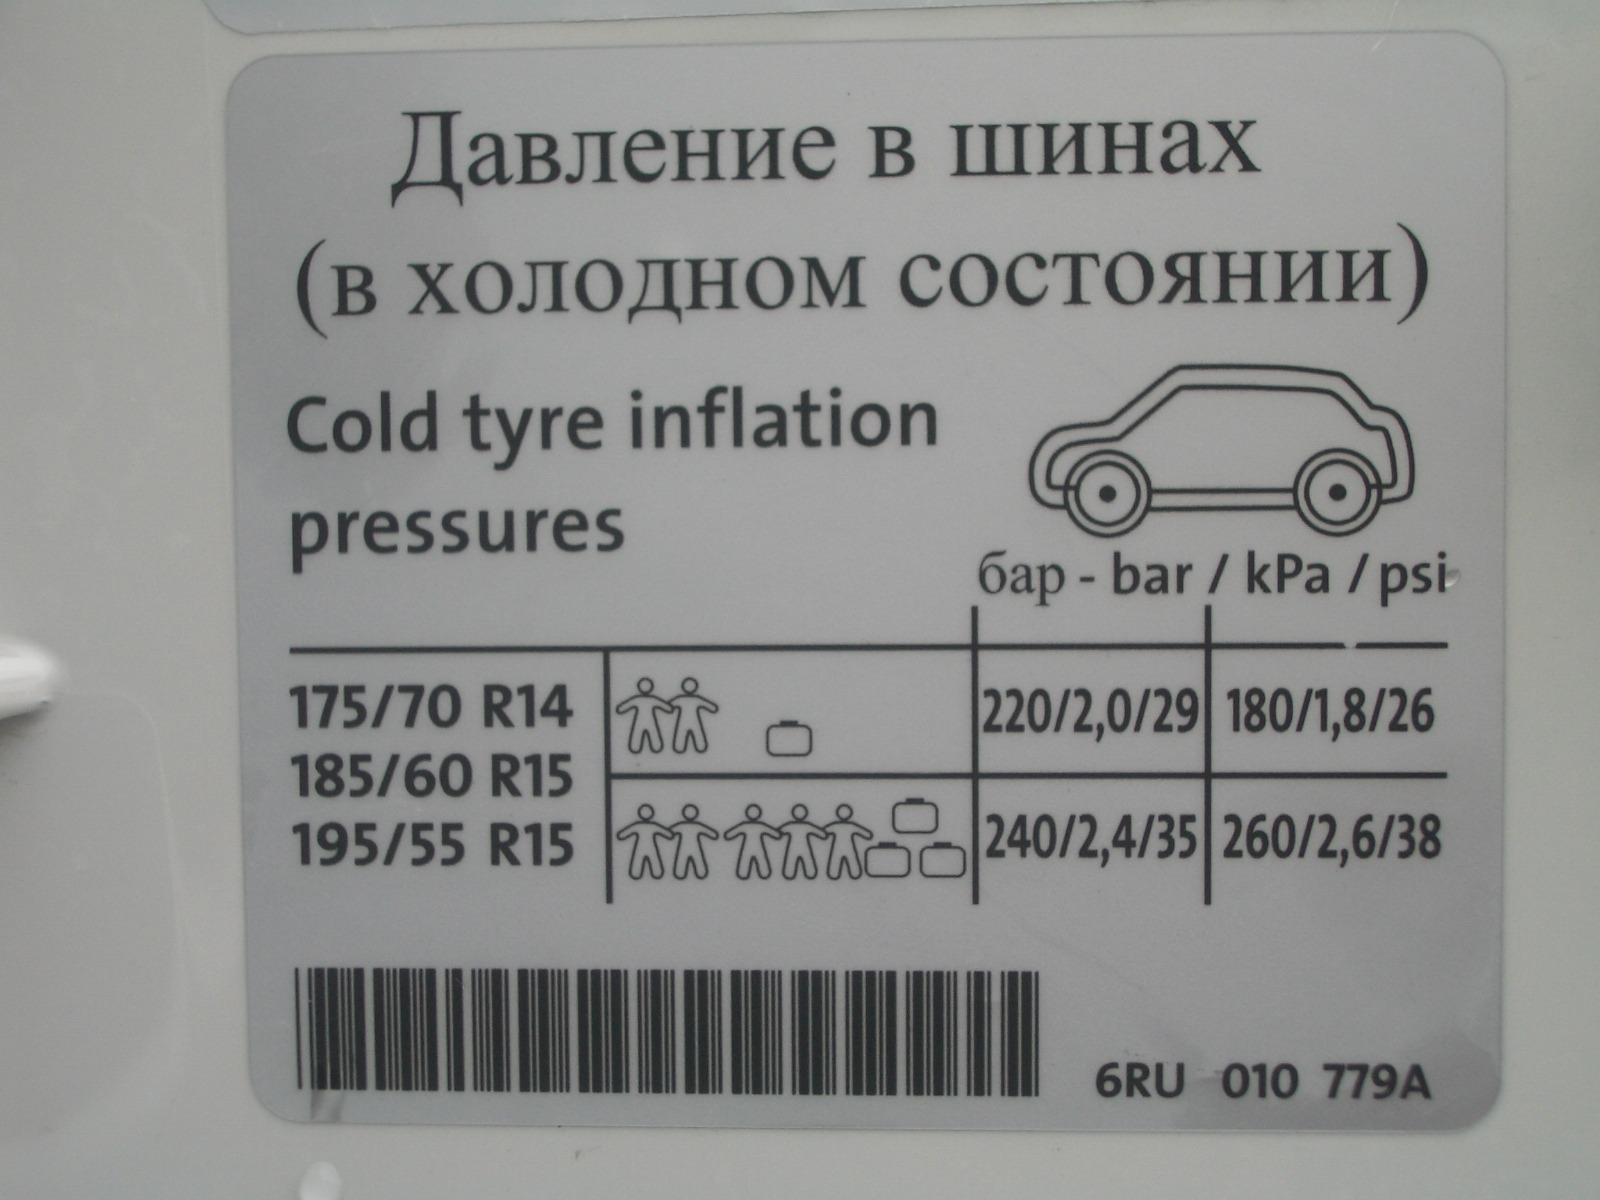 Давление в шинах
(в холодном состоянии)
Cold tyre inflation
pressures
бар - bar / kPa / psi
175/70 R14
185/60 R15
195/55 R15
220/2,0/29 180/1,8/26
240/2,4/35 260/2,6/38
6RU 010 779A